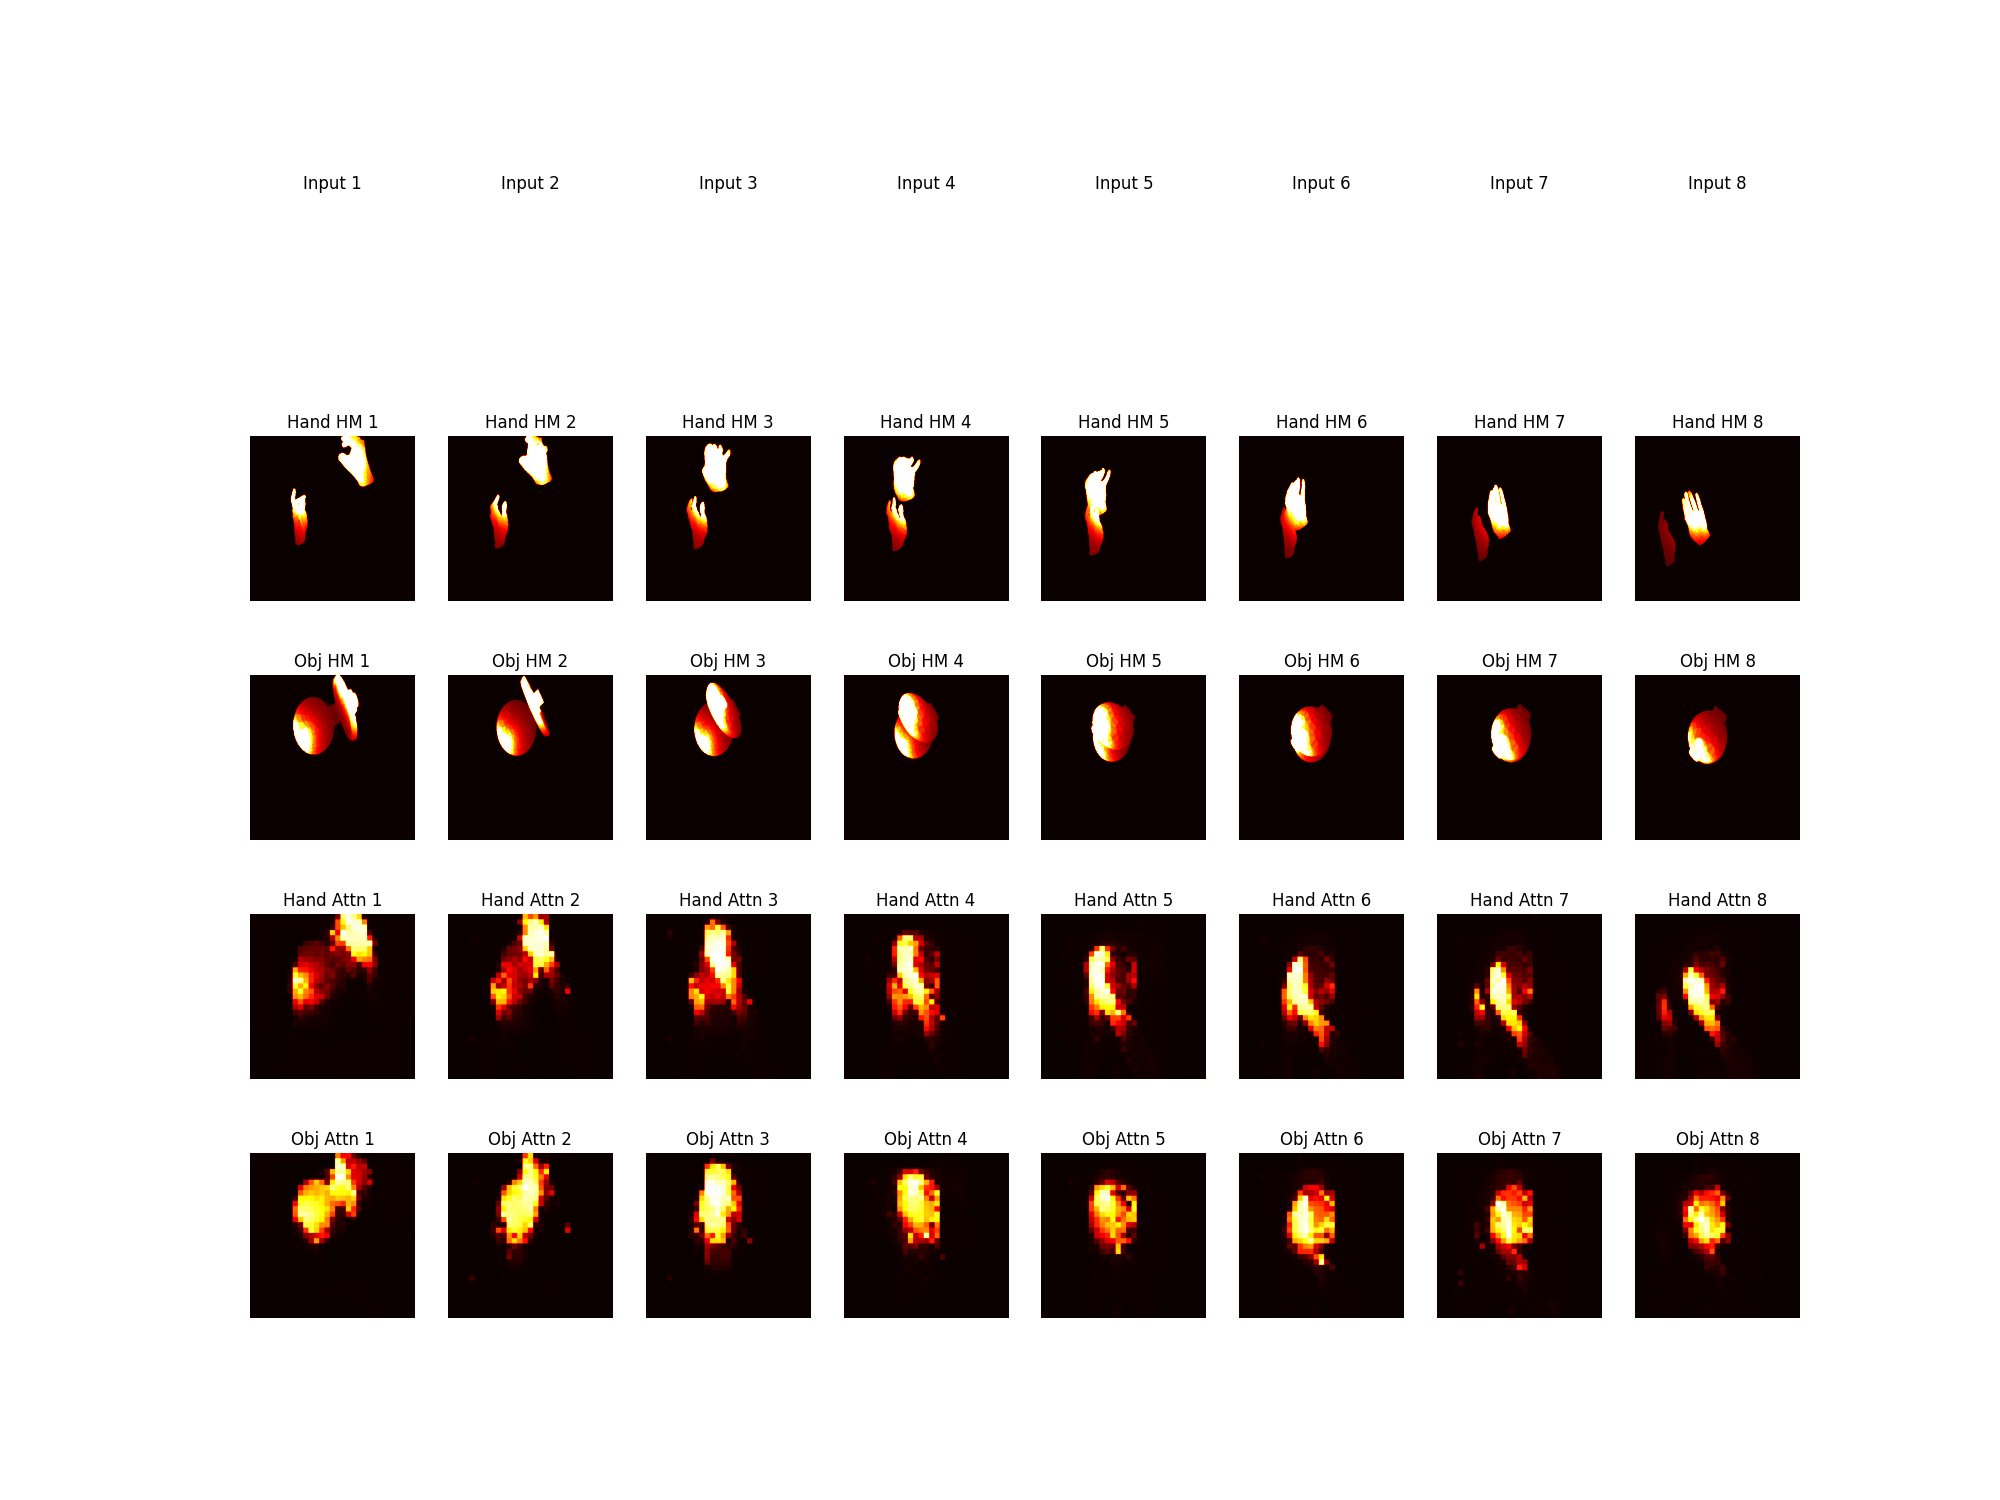 Input 1 Input 2 Input 3 Input 4 Input 5 Input 6 Input 7 Input 8
Hand HM 1 Hand HM 2 Hand HM 3 Hand HM 4 Hand HM 5 Hand HM 6 Hand HM 7 Hand HM 8
Obj HM 1 Obj HM 2 Obj HM 3 Obj HM 4 Obj HM 5 Obj HM 6 Obj HM 7 Obj HM 8
Hand Attn 1 Hand Attn 2 Hand Attn 3 Hand Attn 4 Hand Attn 5 Hand Attn 6 Hand Attn 7 Hand Attn 8
Obj Attn 1 Obj Attn 2 Obj Attn 3 Obj Attn 4 Obj Attn 5 Obj Attn 6 Obj Attn 7 Obj Attn 8